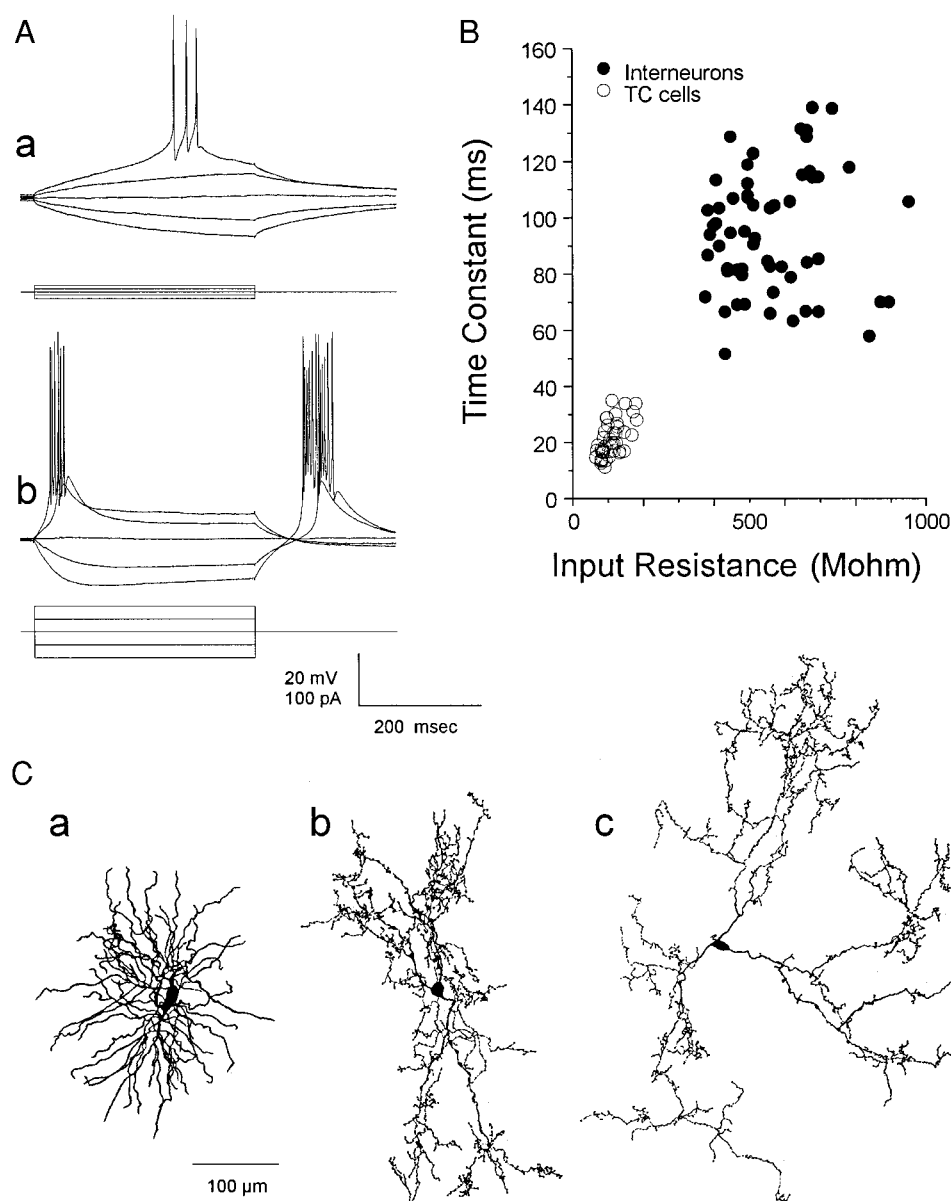 A
a
b
20 mV
100 pA
200 msec
B
160
140
120
100
80
60
40
20
0
Time Constant (ms)
Interneurons
TC cells
0 500 1000
Input Resistance (Mohm)
C
a
b
c
100 µm